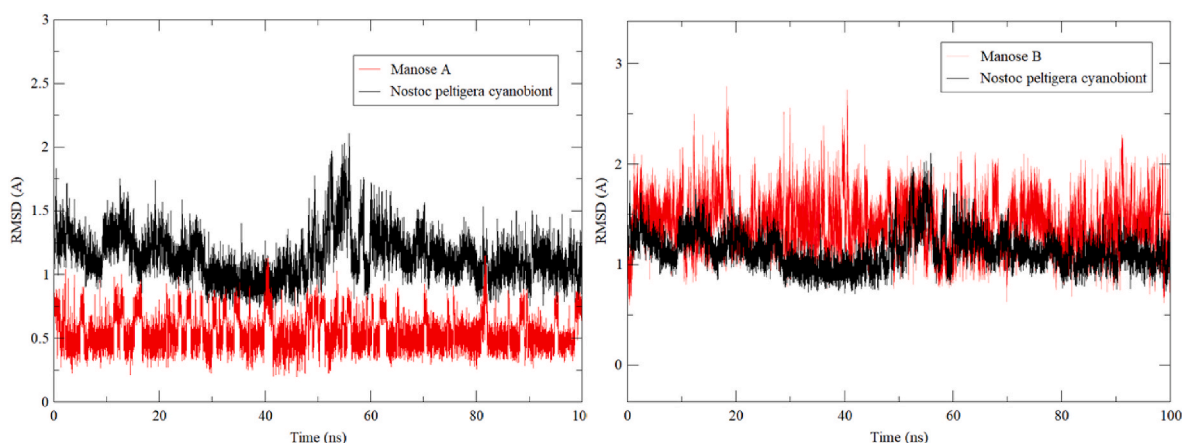 3
2.5
2
1.5
1
0.5
0
RMSD (A)
Manose A
Nostoc peltigera cyanobiont
0 20 40 60 80 100
Time (ns)
3
2
1
0
RMSD (A)
Manose B
Nostoc peltigera cyanobiont
0 20 40 60 80 100
Time (ns)